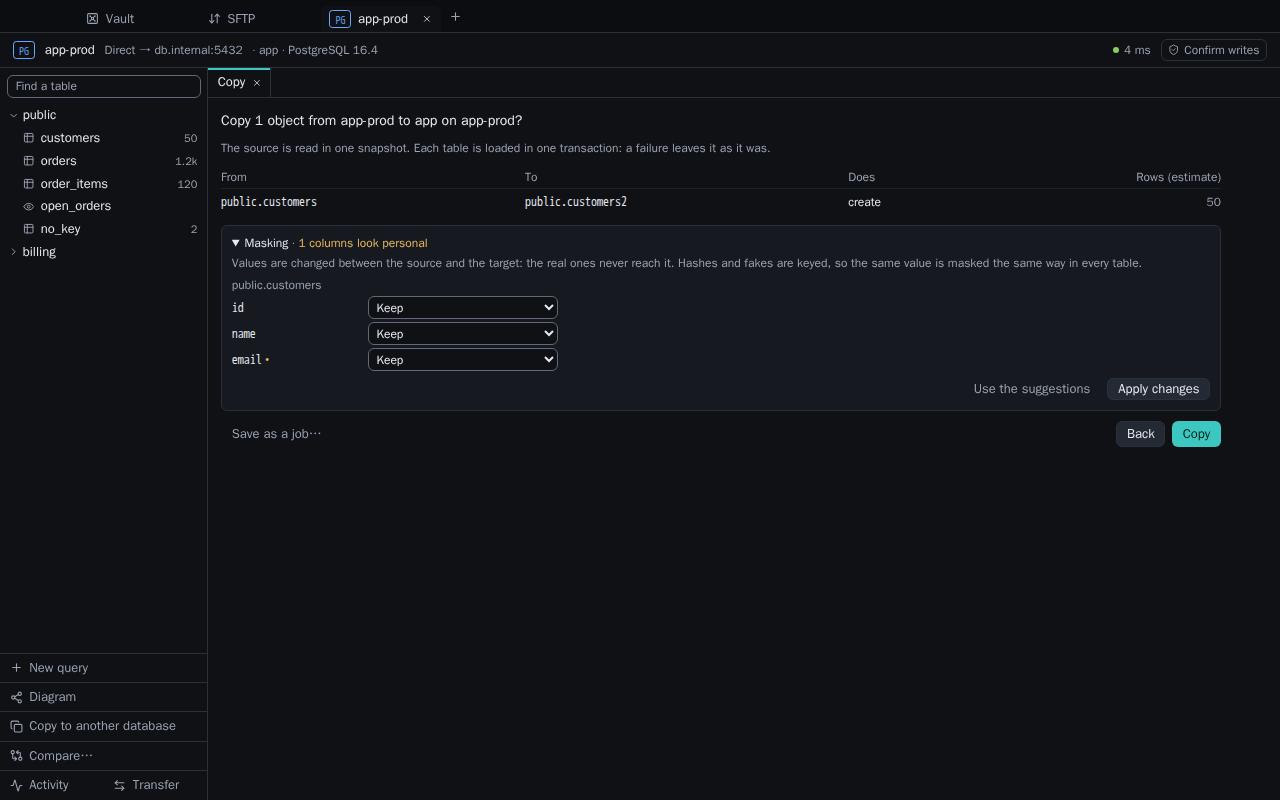 Vault
SFTP
PG app-prod × +
PG app-prod Direct → db.internal:5432 · app · PostgreSQL 16.4
4 ms
Confirm writes
Find a table
Copy ×
public
customers 50
orders 1.2k
order_items 120
open_orders
no_key 2
billing
Copy 1 object from app-prod to app on app-prod?
The source is read in one snapshot. Each table is loaded in one transaction: a failure leaves it as it was.
From To Does Rows (estimate)
public.customers public.customers2 create 50
▼ Masking · 1 columns look personal
Values are changed between the source and the target: the real ones never reach it. Hashes and fakes are keyed, so the same value is masked the same way in every table.
public.customers
id Keep
name Keep
email • Keep
Use the suggestions Apply changes
Save as a job… Back Copy
+ New query
Diagram
Copy to another database
Compare…
Activity Transfer